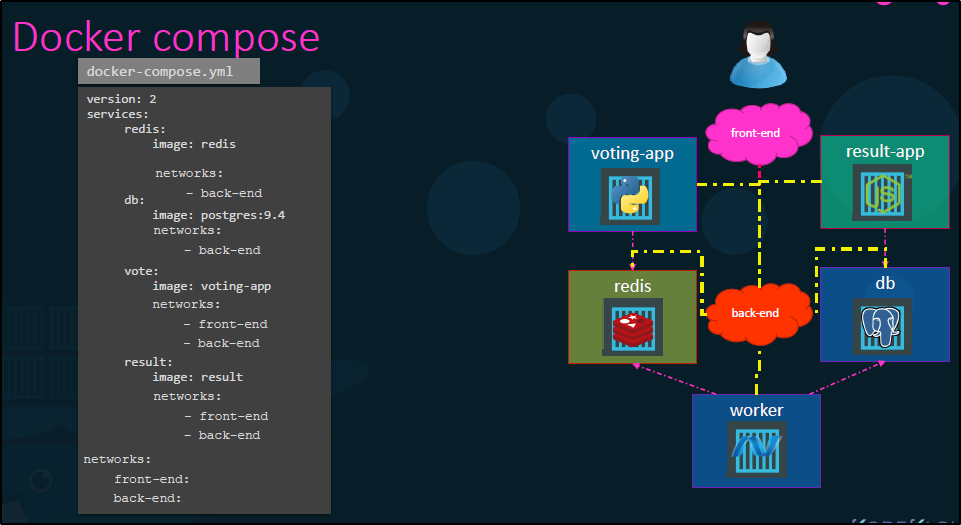 Docker compose
docker-compose.yml
version: 2
services:
redis:
image: redis
networks:
- back-end
db:
image: postgres:9.4
networks:
- back-end
vote:
image: voting-app
networks:
- front-end
- back-end
result:
image: result
networks:
- front-end
- back-end
networks:
front-end:
back-end:
front-end
voting-app
result-app
redis
back-end
db
worker